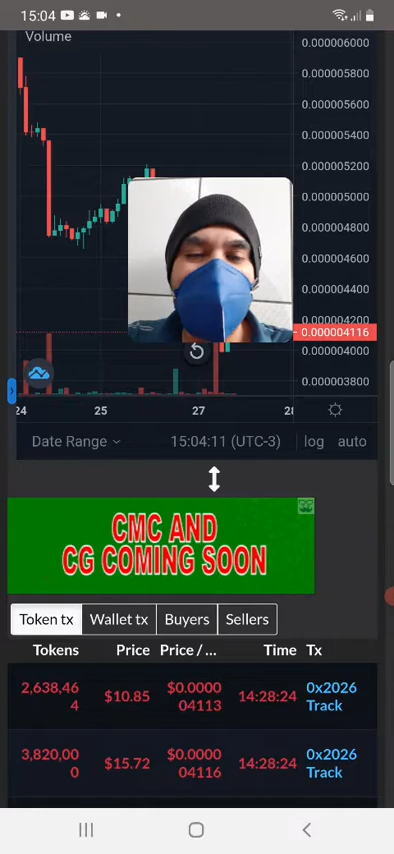 15:04
Volume
0.000006000
0.000005800
0.000005600
0.000005400
0.000005200
0.000005000
0.000004800
0.000004600
0.000004400
0.000004200
0.000004116
0.000004000
0.000003800
24 25 27 28
Date Range 15:04:11 (UTC-3) log auto
CMC AND
CG COMING SOON
Token tx Wallet tx Buyers Sellers
Tokens Price Price /... Time Tx
2,638,46
4 $10.85 $0.0000
04113 14:28:24 0x2026
Track
3,820,00
0 $15.72 $0.0000
04116 14:28:24 0x2026
Track